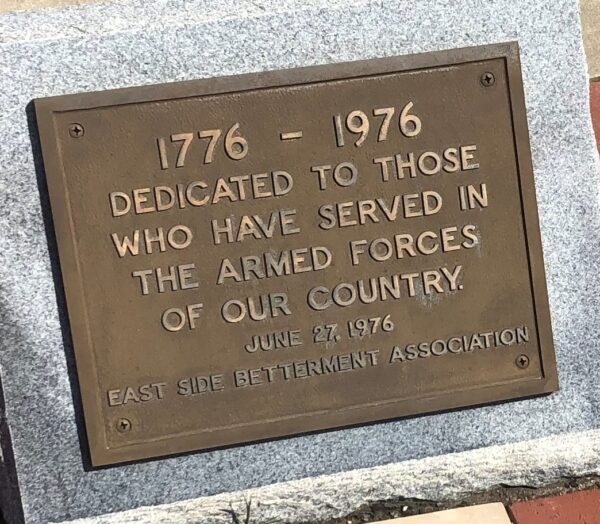 1776 - 1976
DEDICATED TO THOSE
WHO HAVE SERVED IN
THE ARMED FORCES
OF OUR COUNTRY.
JUNE 27, 1976
EAST SIDE BETTERMENT ASSOCIATION